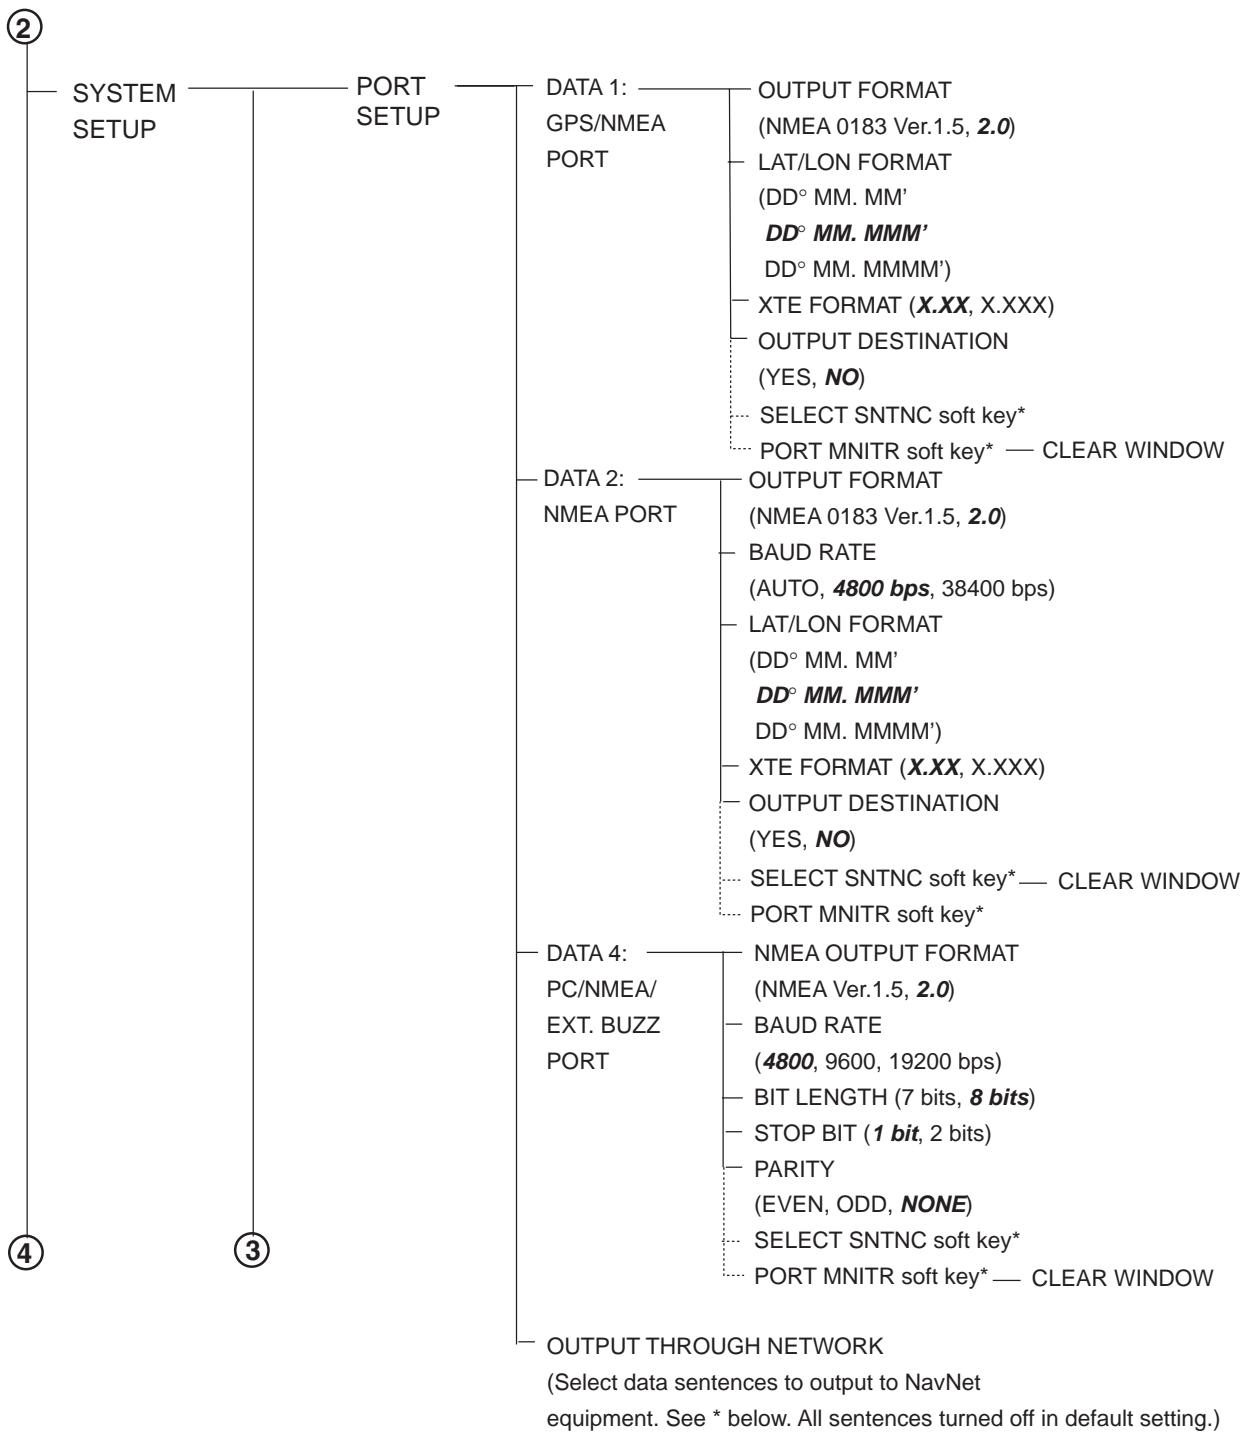 2
SYSTEM
SETUP
PORT
SETUP
DATA 1:
GPS/NMEA
PORT
OUTPUT FORMAT
(NMEA 0183 Ver.1.5, 2.0)
LAT/LON FORMAT
(DD° MM. MM’
DD° MM. MMM’
DD° MM. MMMM’)
XTE FORMAT (X.XX, X.XXX)
OUTPUT DESTINATION
(YES, NO)
SELECT SNTNC soft key*
PORT MNITR soft key* CLEAR WINDOW
DATA 2:
NMEA PORT
OUTPUT FORMAT
(NMEA 0183 Ver.1.5, 2.0)
BAUD RATE
(AUTO, 4800 bps, 38400 bps)
LAT/LON FORMAT
(DD° MM. MM’
DD° MM. MMM’
DD° MM. MMMM’)
XTE FORMAT (X.XX, X.XXX)
OUTPUT DESTINATION
(YES, NO)
SELECT SNTNC soft key* CLEAR WINDOW
PORT MNITR soft key*
DATA 4:
PC/NMEA/
EXT. BUZZ
PORT
NMEA OUTPUT FORMAT
(NMEA Ver.1.5, 2.0)
BAUD RATE
(4800, 9600, 19200 bps)
BIT LENGTH (7 bits, 8 bits)
STOP BIT (1 bit, 2 bits)
PARITY
(EVEN, ODD, NONE)
SELECT SNTNC soft key*
PORT MNITR soft key* CLEAR WINDOW
4
3
OUTPUT THROUGH NETWORK
(Select data sentences to output to NavNet
equipment. See * below. All sentences turned off in default setting.)